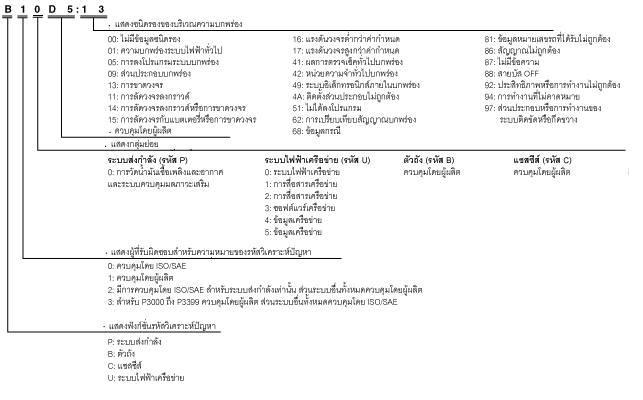 B 1 0 D 5 : 1 3
· แสดงชนิดรองของบริเวณความบกพร่อง
00: ไม่มีข้อมูลชนิดรอง
01: ความบกพร่องระบบไฟฟ้าทั่วไป
05: การลงโปรแกรมระบบบกพร่อง
09: ส่วนประกอบบกพร่อง
13: การขาดวงจร
11: การลัดวงจรลงกราวด์
14: การลัดวงจรลงกราวด์หรือการขาดวงจร
15: การลัดวงจรกับแบตเตอรี่หรือการขาดวงจร
16: แรงดันวงจรต่ำกว่าค่ากำหนด
17: แรงดันวงจรสูงกว่าค่ากำหนด
41: ผลการตรวจเช็คทั่วไปบกพร่อง
42: หน่วยความจำทั่วไปบกพร่อง
49: ระบบอิเล็กทรอนิกส์ภายในบกพร่อง
4A: ติดตั้งส่วนประกอบไม่ถูกต้อง
51: ไม่ได้ลงโปรแกรม
62: การเปรียบเทียบสัญญาณบกพร่อง
68: ข้อมูลกรณี
81: ข้อมูลหมายเลขรถที่ได้รับไม่ถูกต้อง
86: สัญญาณไม่ถูกต้อง
87: ไม่มีข้อความ
88: สายบัส OFF
92: ประสิทธิภาพหรือการทำงานไม่ถูกต้อง
94: การทำงานที่ไม่คาดหมาย
97: ส่วนประกอบหรือการทำงานของ
ระบบติดขัดหรือกีดขวาง
· ควบคุมโดยผู้ผลิต
· แสดงกลุ่มย่อย
ระบบส่งกำลัง (รหัส P)
0: การวัดน้ำมันเชื้อเพลิงและอากาศ
และระบบควบคุมมลภาวะเสริม
ระบบไฟฟ้าเครือข่าย (รหัส U)
0: ระบบไฟฟ้าเครือข่าย
1: การสื่อสารเครือข่าย
2: การสื่อสารเครือข่าย
3: ซอฟต์แวร์เครือข่าย
4: ข้อมูลเครือข่าย
5: ข้อมูลเครือข่าย
ตัวถัง (รหัส B)
ควบคุมโดยผู้ผลิต
แชสซีส์ (รหัส C)
ควบคุมโดยผู้ผลิต
· แสดงผู้ที่รับผิดชอบสำหรับความหมายของรหัสวิเคราะห์ปัญหา
0: ควบคุมโดย ISO/SAE
1: ควบคุมโดยผู้ผลิต
2: มีการควบคุมโดย ISO/SAE สำหรับระบบส่งกำลังเท่านั้น ส่วนระบบอื่นทั้งหมดควบคุมโดยผู้ผลิต
3: สำหรับ P3000 ถึง P3399 ควบคุมโดยผู้ผลิต ส่วนระบบอื่นทั้งหมดควบคุมโดย ISO/SAE
· แสดงฟังก์ชั่นรหัสวิเคราะห์ปัญหา
P: ระบบส่งกำลัง
B: ตัวถัง
C: แชสซีส์
U: ระบบไฟฟ้าเครือข่าย